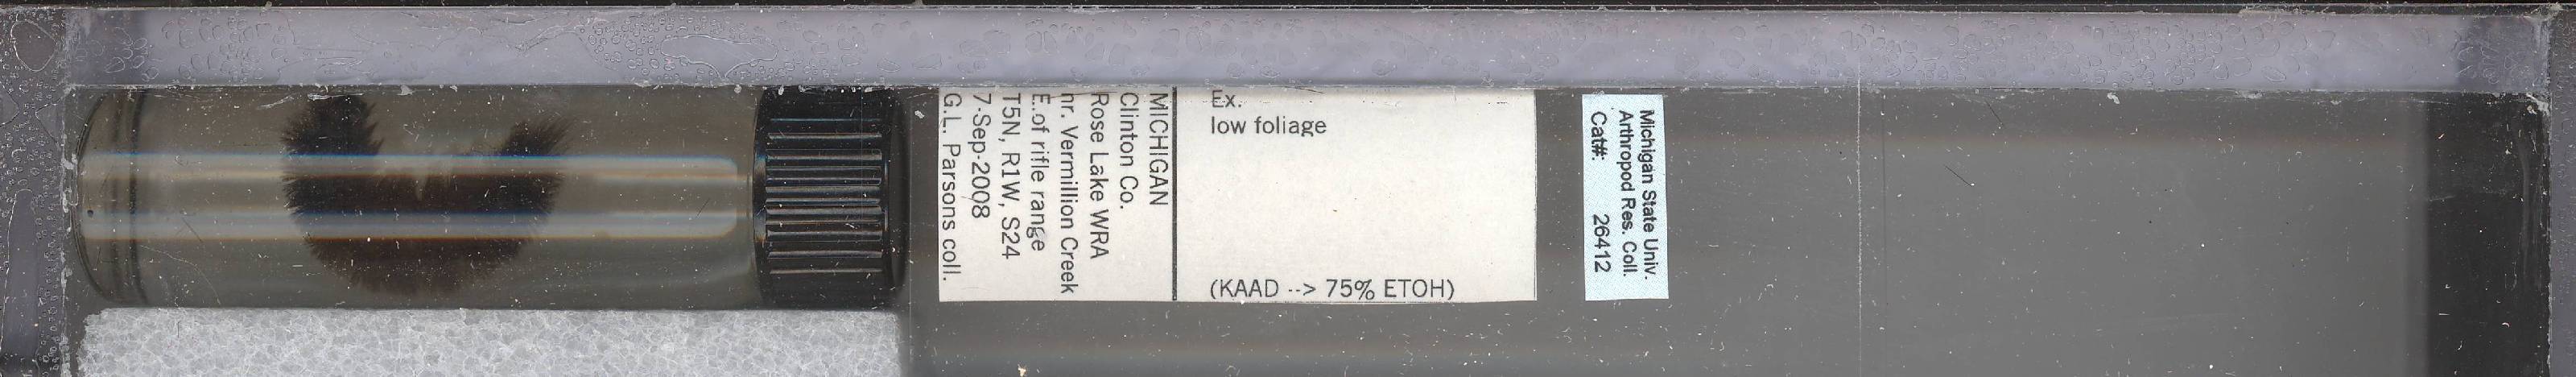 MICHIGAN
Clinton Co.
Rose Lake WRA
nr. Vermillion Creek
E. of rifle range
T5N, R1W, S24
7-Sep-2008
G.L. Parsons coll.
Ex.
low foliage
(KAAD --> 75% ETOH)
Michigan State Univ.
Arthropod Res. Coll.
Cat#. 26412